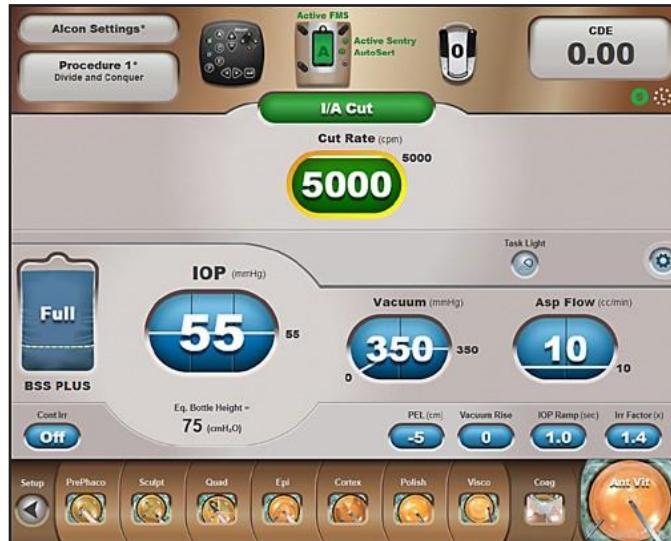 Alcon Settings*
Procedure 1*
Divide and Conquer
Active FMS
A
Active Sentry
AutoSert
0
CDE
0.00
S
L
I/A Cut
Cut Rate (cpm)
5000
5000
Task Light
Full
BSS PLUS
IOP (mmHg)
55
55
Eq. Bottle Height =
75 (cmH₂O)
Vacuum (mmHg)
350
350
0
Asp Flow (cc/min)
10
10
Cont Irr
Off
PEL (cm)
-5
Vacuum Rise
0
IOP Ramp (sec)
1.0
Irr Factor (x)
1.4
Setup
PrePhaco
Sculpt
Quad
Epi
Cortex
Polish
Visco
Coag
Ant Vit